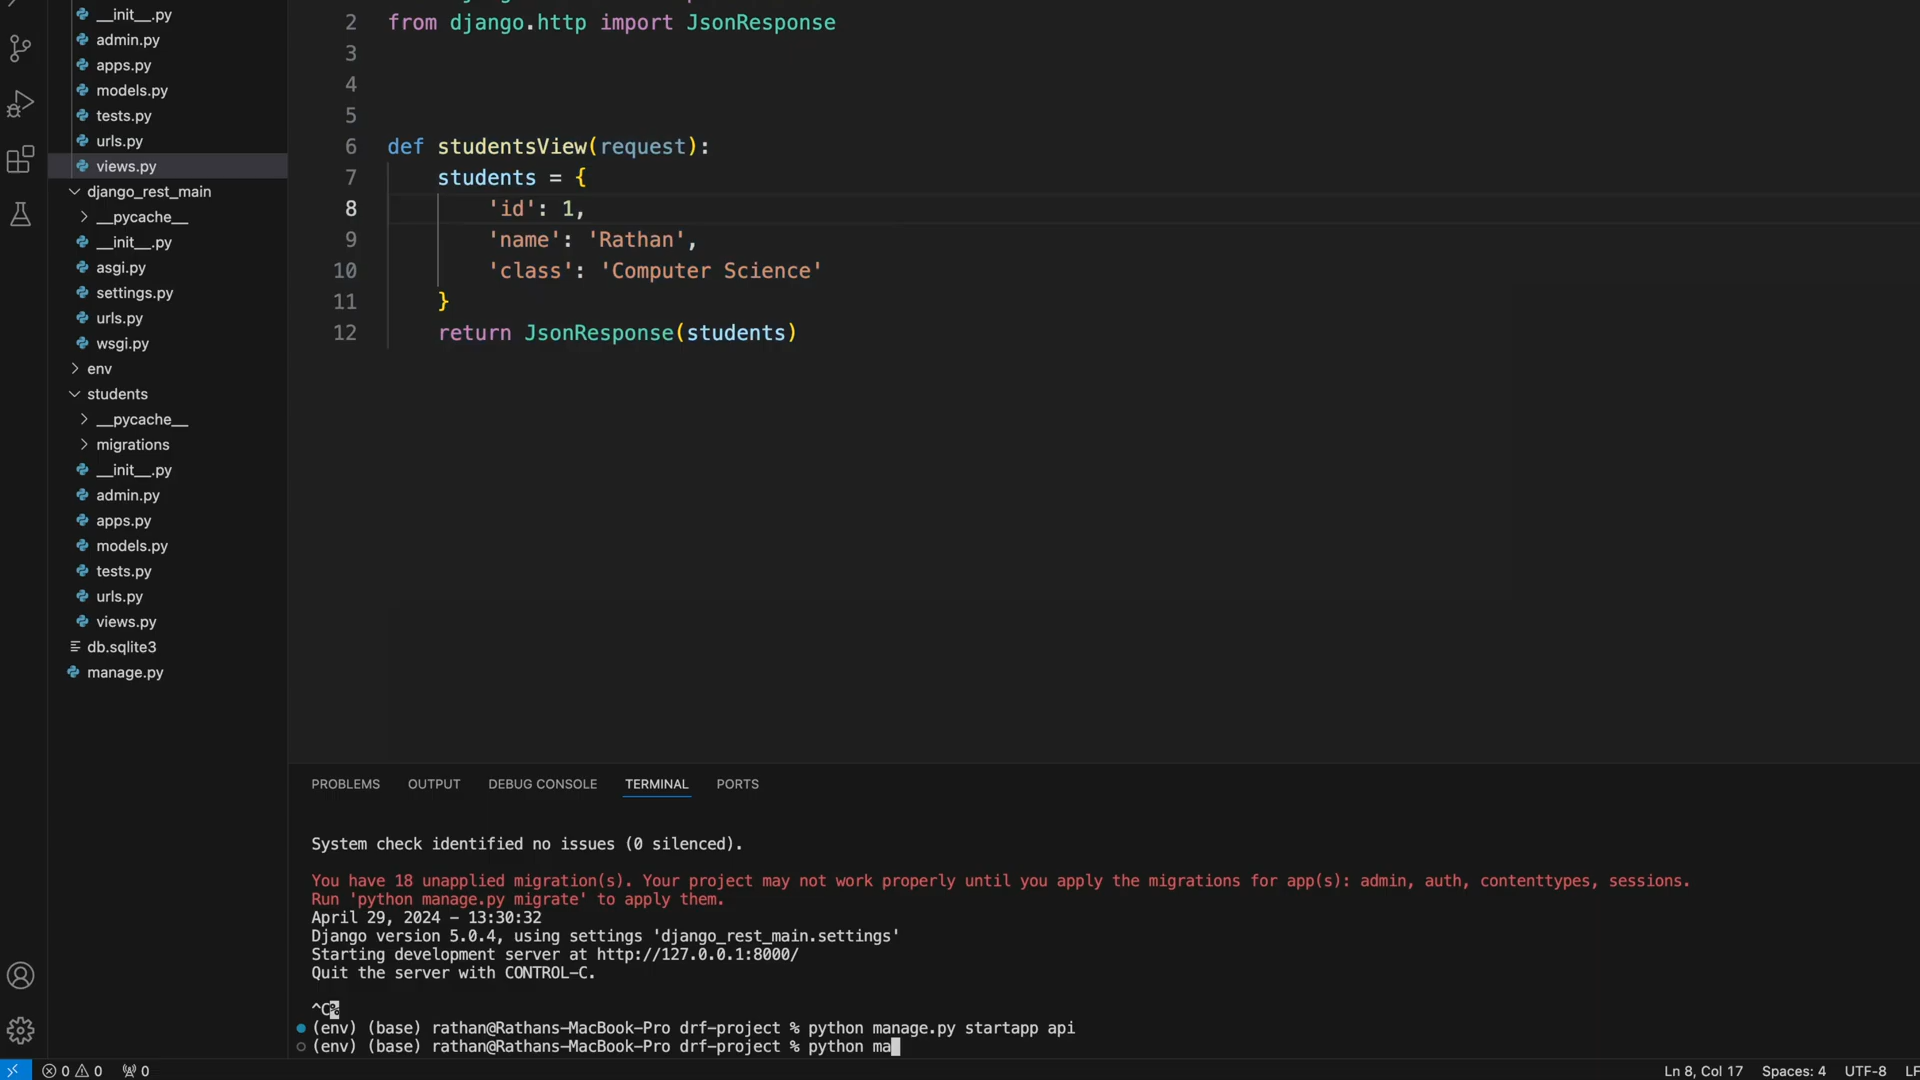 __init__.py
admin.py
apps.py
models.py
tests.py
urls.py
views.py
django_rest_main
__pycache__
__init__.py
asgi.py
settings.py
urls.py
wsgi.py
env
students
__pycache__
migrations
__init__.py
admin.py
apps.py
models.py
tests.py
urls.py
views.py
db.sqlite3
manage.py
2 from django.http import JsonResponse
3
4
5
6 def studentsView(request):
7 students = {
8 'id': 1,
9 'name': 'Rathan',
10 'class': 'Computer Science'
11 }
12 return JsonResponse(students)
PROBLEMS OUTPUT DEBUG CONSOLE TERMINAL PORTS
System check identified no issues (0 silenced).
You have 18 unapplied migration(s). Your project may not work properly until you apply the migrations for app(s): admin, auth, contenttypes, sessions.
Run 'python manage.py migrate' to apply them.
April 29, 2024 - 13:30:32
Django version 5.0.4, using settings 'django_rest_main.settings'
Starting development server at http://127.0.0.1:8000/
Quit the server with CONTROL-C.
^C%
(env) (base) rathan@Rathans-MacBook-Pro drf-project % python manage.py startapp api
(env) (base) rathan@Rathans-MacBook-Pro drf-project % python ma
0 0 0 Ln 8, Col 17 Spaces: 4 UTF-8 LF